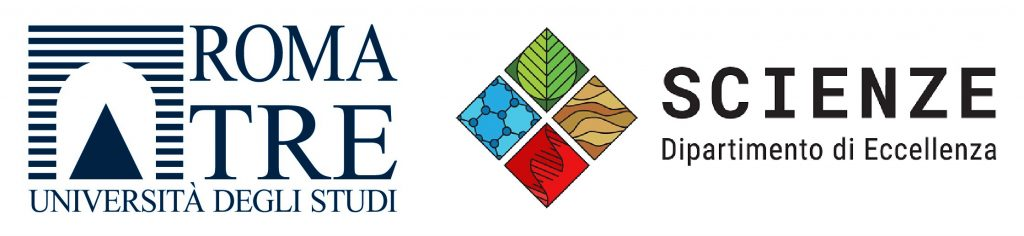 ROMA
TRE
UNIVERSITÀ DEGLI STUDI
SCIENZE
Dipartimento di Eccellenza